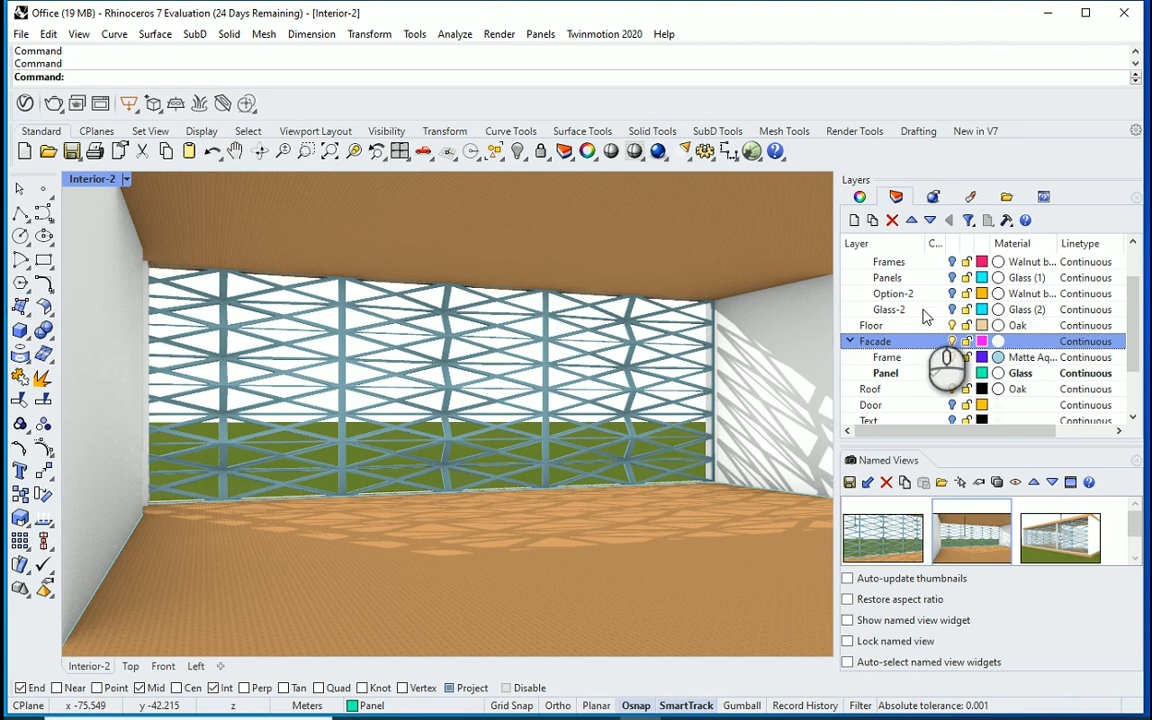 Office (19 MB) - Rhinoceros 7 Evaluation (24 Days Remaining) - [Interior-2]
File Edit View Curve Surface SubD Solid Mesh Dimension Transform Tools Analyze Render Panels Twinmotion 2020 Help
Command
Command
Command:
Standard CPlanes Set View Display Select Viewport Layout Visibility Transform Curve Tools Surface Tools Solid Tools SubD Tools Mesh Tools Render Tools Drafting New in V7
Interior-2
Layers
Layer C... Material Linetype
Frames Walnut b... Continuous
Panels Glass (1) Continuous
Option-2 Walnut b... Continuous
Glass-2 Glass (2) Continuous
Floor Oak Continuous
Facade Continuous
Frame Matte Aq... Continuous
Panel Glass Continuous
Roof Oak Continuous
Door Continuous
Text Continuous
Named Views
Auto-update thumbnails
Restore aspect ratio
Show named view widget
Lock named view
Auto-select named view widgets
Interior-2 Top Front Left
End Near Point Mid Cen Int Perp Tan Quad Knot Vertex Project Disable
CPlane x -75.549 y -42.215 z Meters Panel Grid Snap Ortho Planar Osnap SmartTrack Gumball Record History Filter Absolute tolerance: 0.001